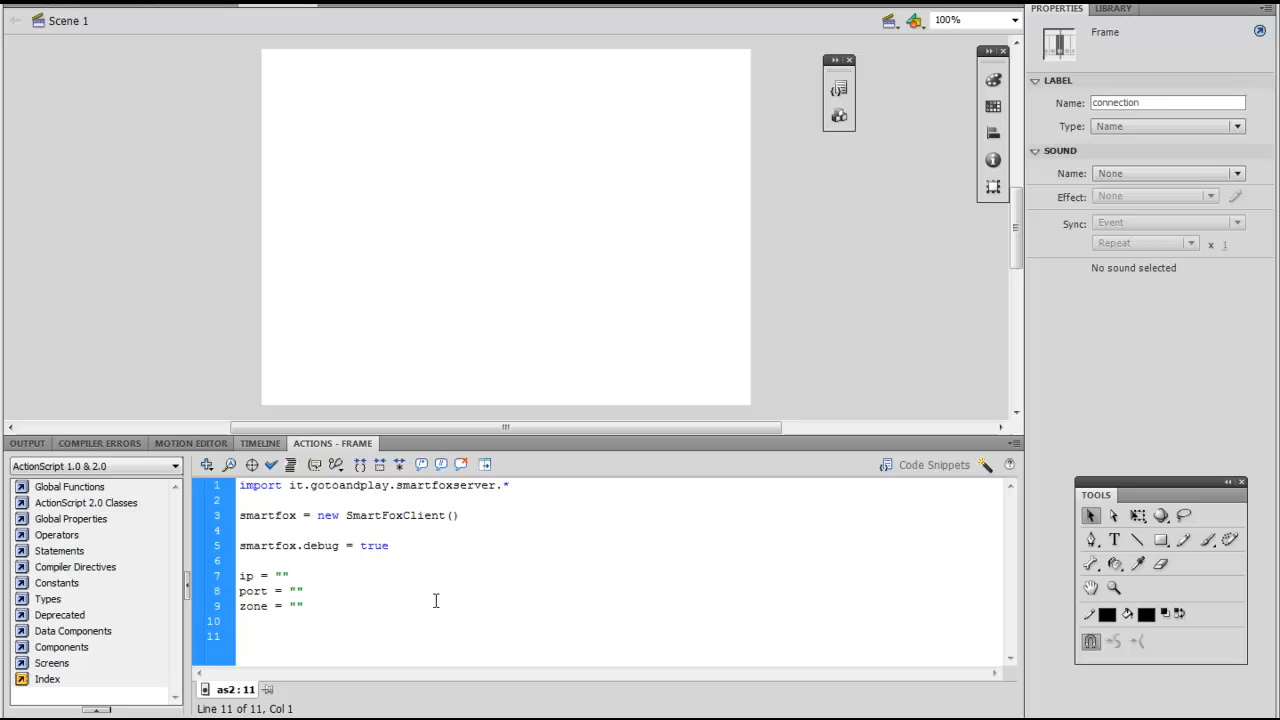 Scene 1
100%
PROPERTIES
LIBRARY
Frame
LABEL
Name:
connection
Type:
Name
SOUND
Name:
None
Effect:
None
Sync:
Event
Repeat
x
1
No sound selected
OUTPUT
COMPILER ERRORS
MOTION EDITOR
TIMELINE
ACTIONS - FRAME
ActionScript 1.0 & 2.0
Code Snippets
Global Functions
ActionScript 2.0 Classes
Global Properties
Operators
Statements
Compiler Directives
Constants
Types
Deprecated
Data Components
Components
Screens
Index
1 import it.gotoandplay.smartfoxserver.*
2
3 smartfox = new SmartFoxClient()
4
5 smartfox.debug = true
6
7 ip = ""
8 port = ""
9 zone = ""
10
11
as2:11
Line 11 of 11, Col 1
TOOLS